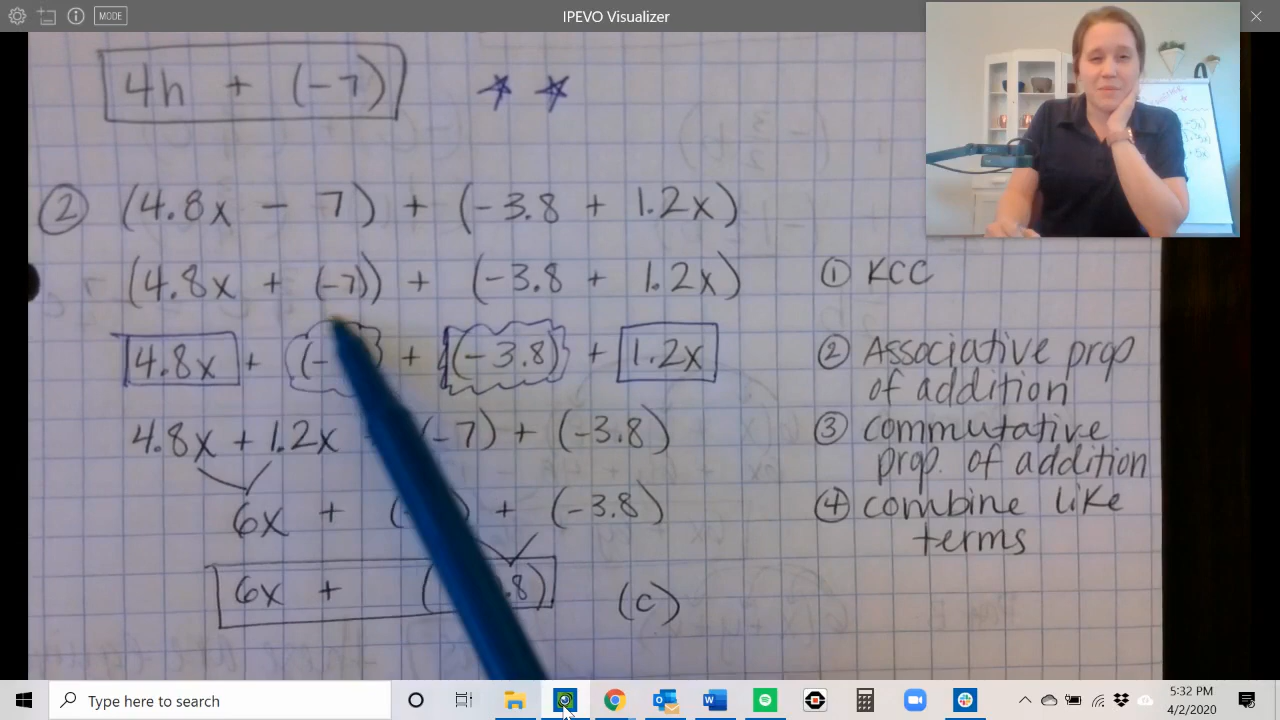 MODE
IPEVO Visualizer
4h + (-7)
② (4.8x - 7) + (-3.8 + 1.2x)
(4.8x + (-7)) + (-3.8 + 1.2x)
① KCC
4.8x + (- ) + (-3.8) + 1.2x
② Associative prop
of addition
4.8x + 1.2x (-7) + (-3.8)
③ commutative
prop. of addition
6x + ( ) + (-3.8)
④ combine like
terms
6x + ( .8)
(c)
Type here to search
5:32 PM
4/2/2020